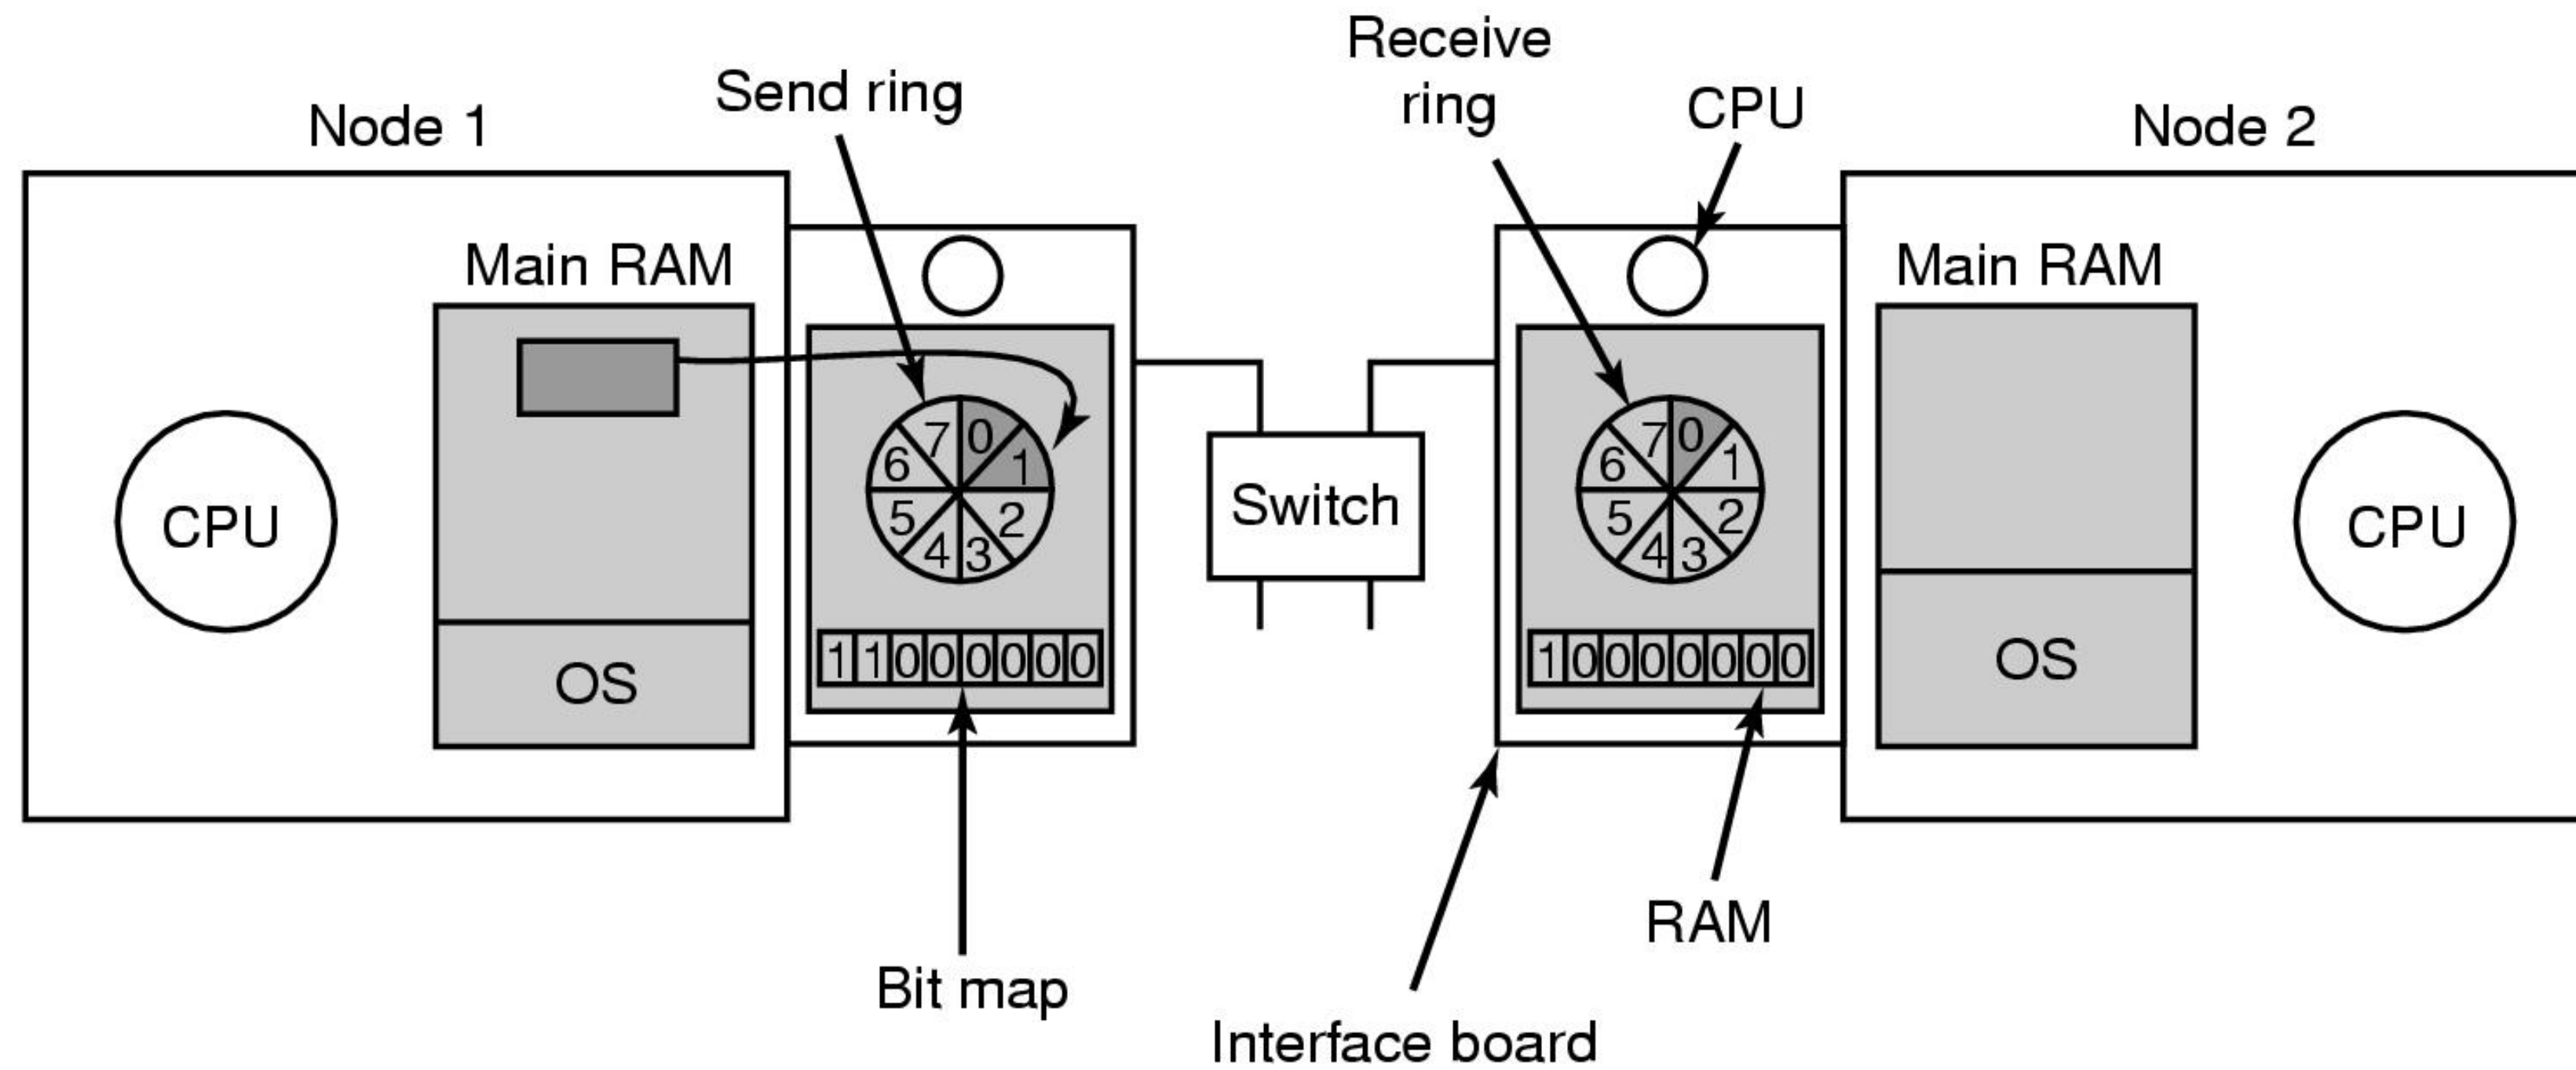 Receive
ring
Send ring
CPU
Node 1
Node 2
Main RAM
Main RAM
7 0
6 1
5 2
4 3
7 0
6 1
5 2
4 3
CPU
Switch
CPU
OS
1 1 0 0 0 0 0 0
1 0 0 0 0 0 0 0
OS
RAM
Bit map
Interface board